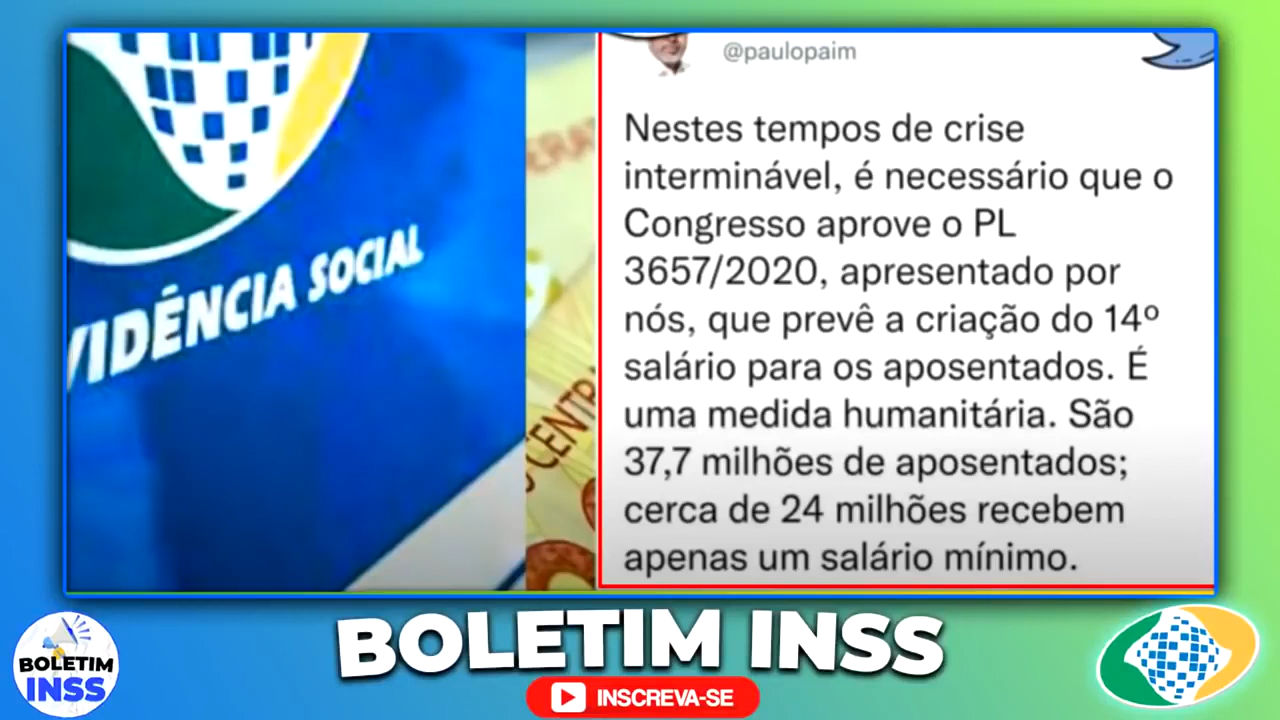 @paulopaim
Nestes tempos de crise
interminável, é necessário que o
Congresso aprove o PL
3657/2020, apresentado por
nós, que prevê a criação do 14º
salário para os aposentados. É
uma medida humanitária. São
37,7 milhões de aposentados;
cerca de 24 milhões recebem
apenas um salário mínimo.
VIDÊNCIA SOCIAL
CENTR
BOLETIM INSS
INSCREVA-SE
BOLETIM
INSS